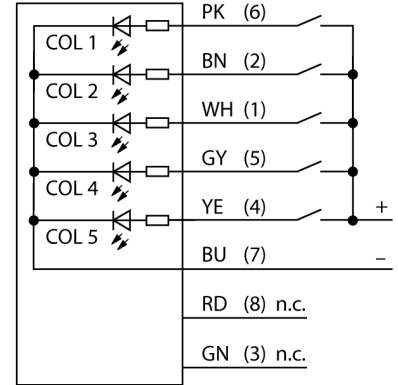 PK (6)
COL 1
BN (2)
COL 2
WH (1)
COL 3
GY (5)
COL 4
YE (4)
+
COL 5
BU (7)
–
RD (8) n.c.
GN (3) n.c.